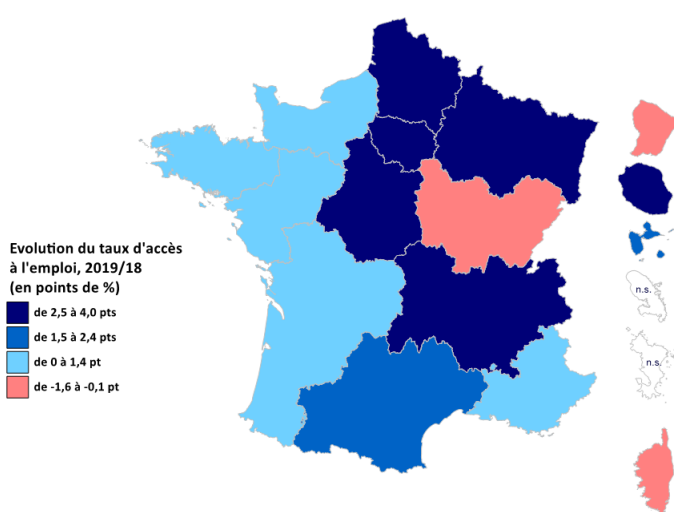 Evolution du taux d'accès
à l'emploi, 2019/18
(en points de %)
de 2,5 à 4,0 pts
de 1,5 à 2,4 pts
de 0 à 1,4 pt
de -1,6 à -0,1 pt
n.s.
n.s.